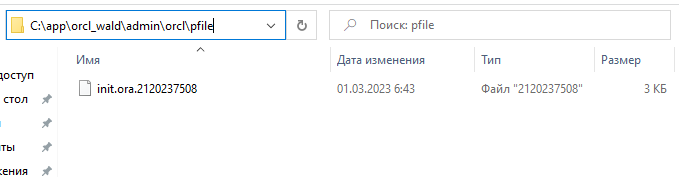 C:\app\orcl_wald\admin\orcl\pfile
Поиск: pfile
Имя
Дата изменения
Тип
Размер
init.ora.2120237508
01.03.2023 6:43
Файл "2120237508"
3 КБ
доступ
стол